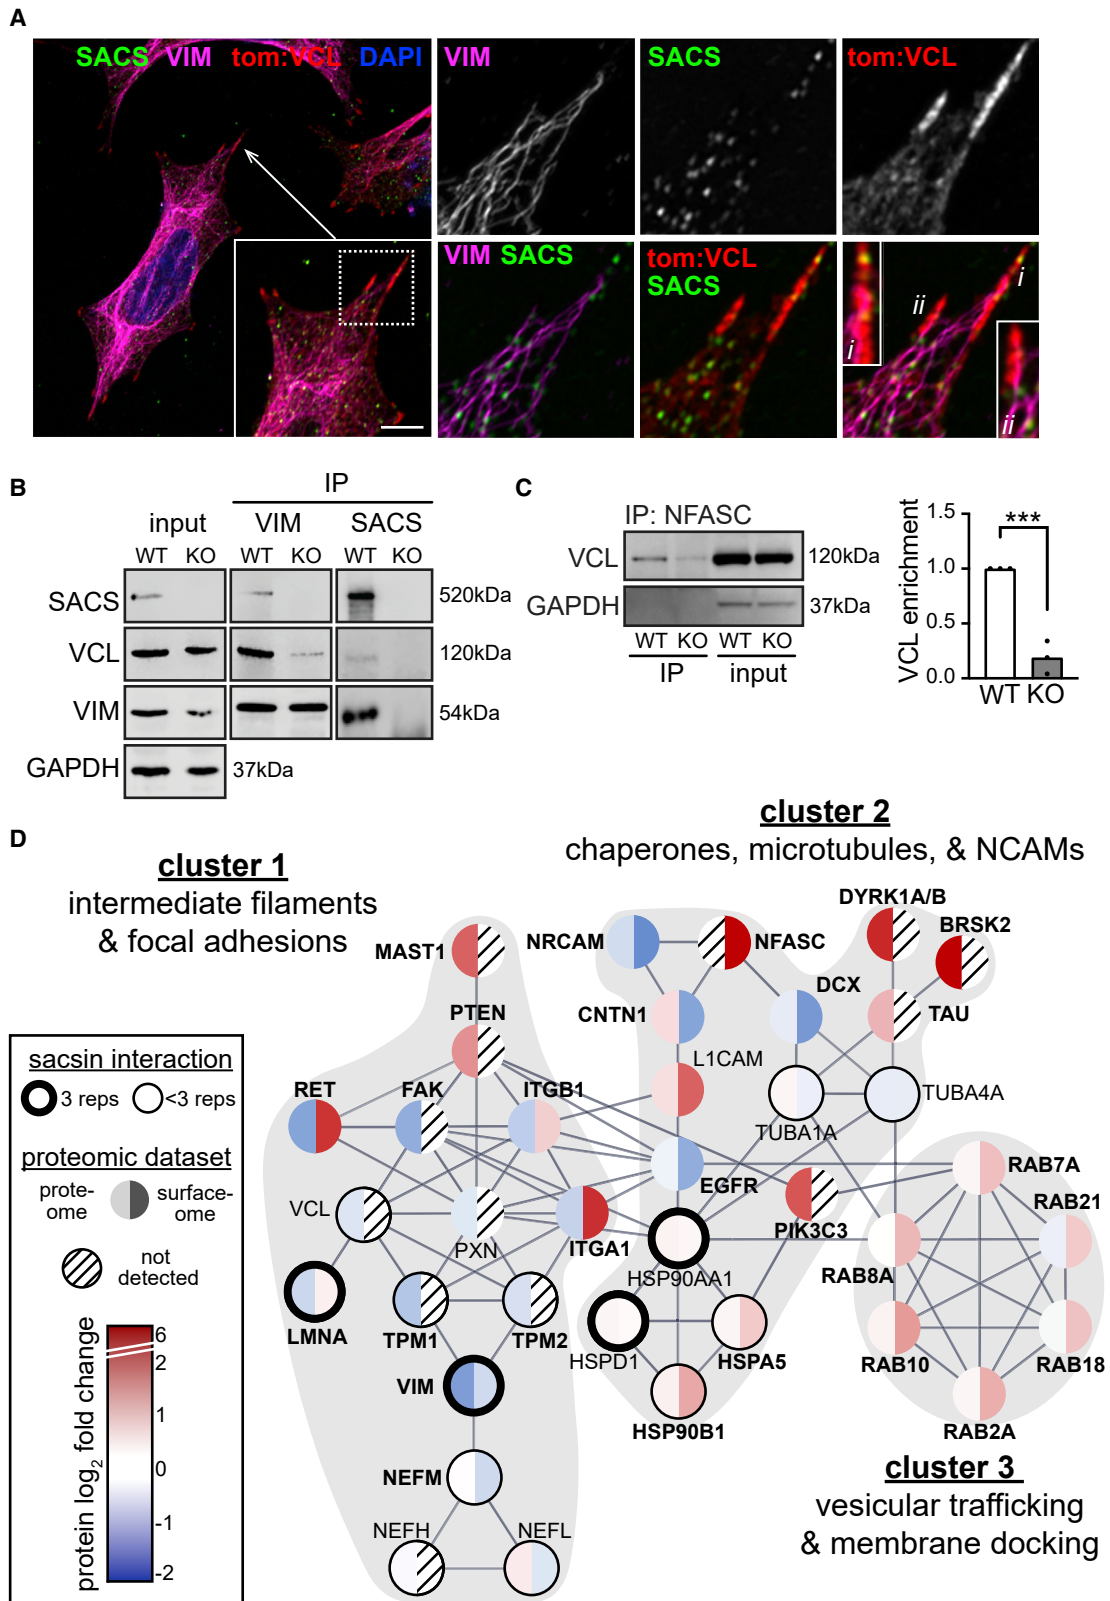 A
SACS VIM tom:VCL DAPI
VIM
SACS
tom:VCL
VIM SACS
tom:VCL
SACS
i
ii
i
ii
B
IP
input
VIM
SACS
WT KO WT KO WT KO
SACS
520kDa
VCL
120kDa
VIM
54kDa
GAPDH
37kDa
C
IP: NFASC
VCL
120kDa
GAPDH
37kDa
WT KO WT KO
IP
input
VCL enrichment
1.5
1.0
0.5
0.0
***
WT KO
D
cluster 1
intermediate filaments
& focal adhesions
cluster 2
chaperones, microtubules, & NCAMs
MAST1
NRCAM
NFASC
DYRK1A/B
BRSK2
PTEN
CNTN1
DCX
TAU
L1CAM
RET
FAK
ITGB1
TUBA1A
TUBA4A
VCL
PXN
ITGA1
EGFR
PIK3C3
RAB7A
RAB21
HSP90AA1
RAB8A
LMNA
TPM1
TPM2
HSPD1
HSPA5
RAB10
RAB18
VIM
HSP90B1
RAB2A
NEFM
NEFH
NEFL
cluster 3
vesicular trafficking
& membrane docking
sacsin interaction
3 reps
<3 reps
proteomic dataset
prote-
ome
surface-
ome
not
detected
protein log2 fold change
6
2
1
0
-1
-2